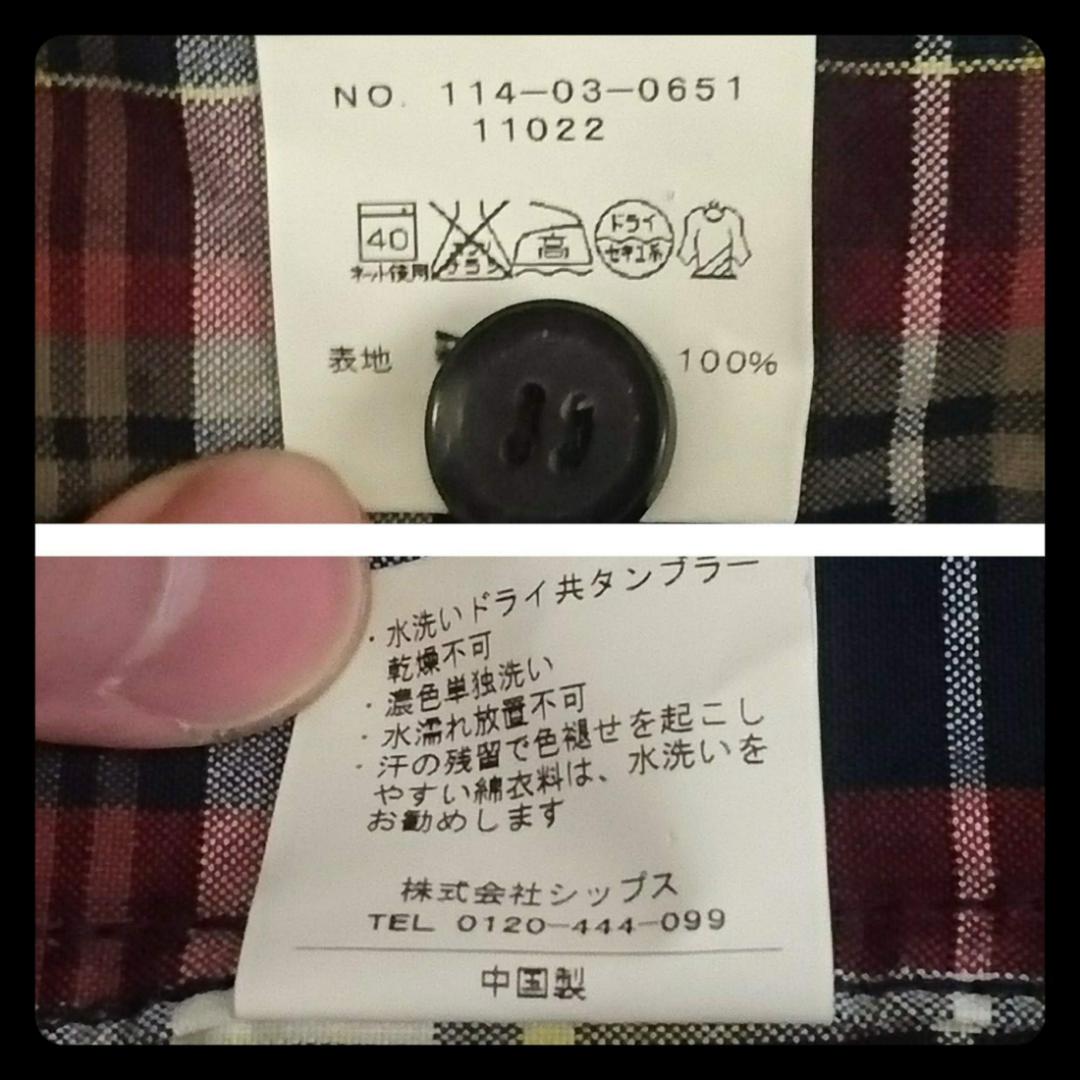 NO. 114-03-0651
11022
40
ネット使用
高
ドライ
セキユ系
表地 100%
・水洗いドライ共タンブラー
乾燥不可
・濃色単独洗い
・水濡れ放置不可
・汗の残留で色褪せを起こし
やすい綿衣料は、水洗いを
お勧めします
株式会社シップス
TEL 0120-444-099
中国製